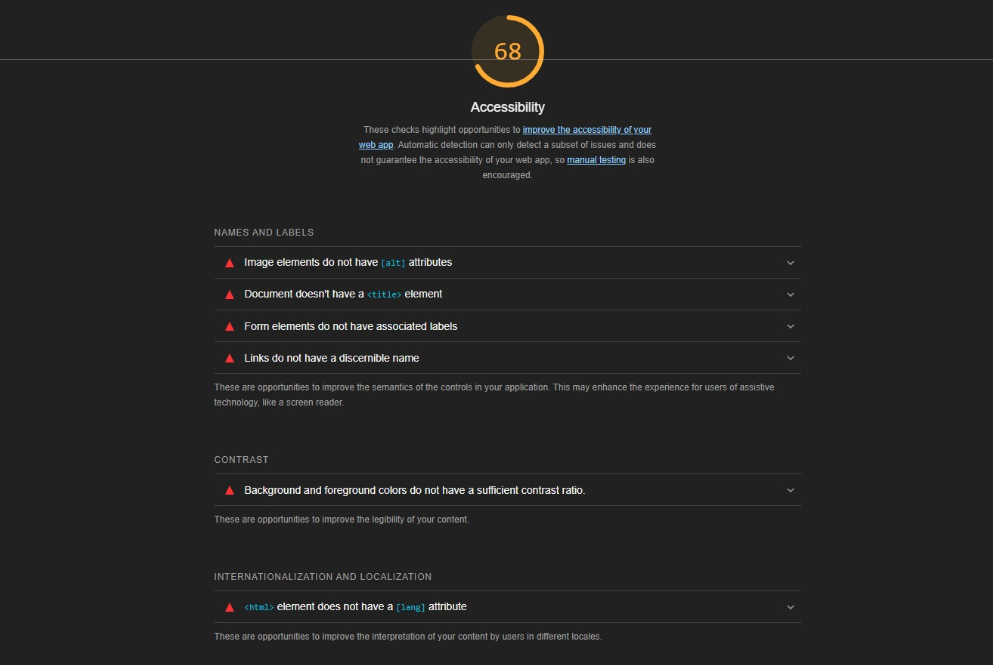 68
Accessibility
These checks highlight opportunities to improve the accessibility of your
web app. Automatic detection can only detect a subset of issues and does
not guarantee the accessibility of your web app, so manual testing is also
encouraged.
NAMES AND LABELS
Image elements do not have [alt] attributes
Document doesn't have a <title> element
Form elements do not have associated labels
Links do not have a discernible name
These are opportunities to improve the semantics of the controls in your application. This may enhance the experience for users of assistive
technology, like a screen reader.
CONTRAST
Background and foreground colors do not have a sufficient contrast ratio.
These are opportunities to improve the legibility of your content.
INTERNATIONALIZATION AND LOCALIZATION
<html> element does not have a [lang] attribute
These are opportunities to improve the interpretation of your content by users in different locales.